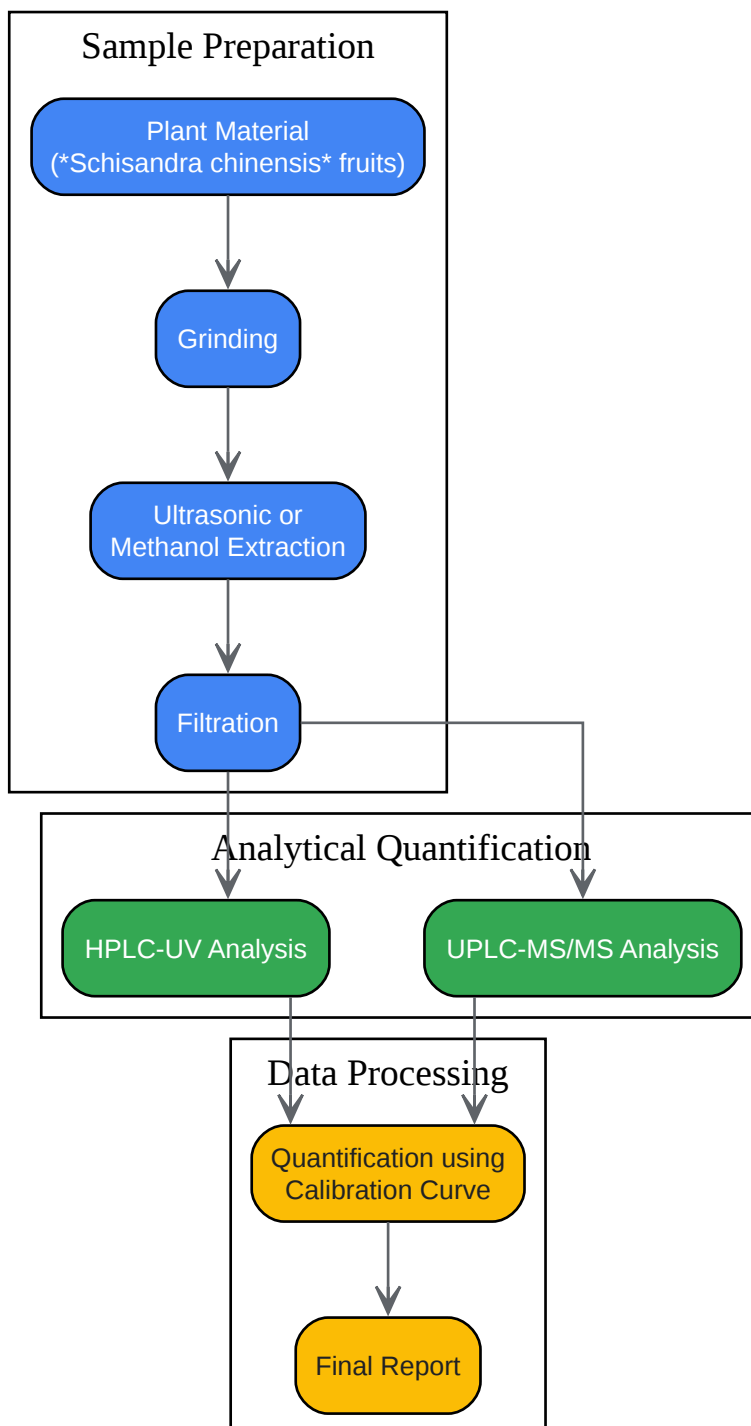 Sample Preparation
Plant Material
(*Schisandra chinensis* fruits)
Grinding
Ultrasonic or
Methanol Extraction
Filtration
Analytical Quantification
HPLC-UV Analysis
UPLC-MS/MS Analysis
Data Processing
Quantification using
Calibration Curve
Final Report